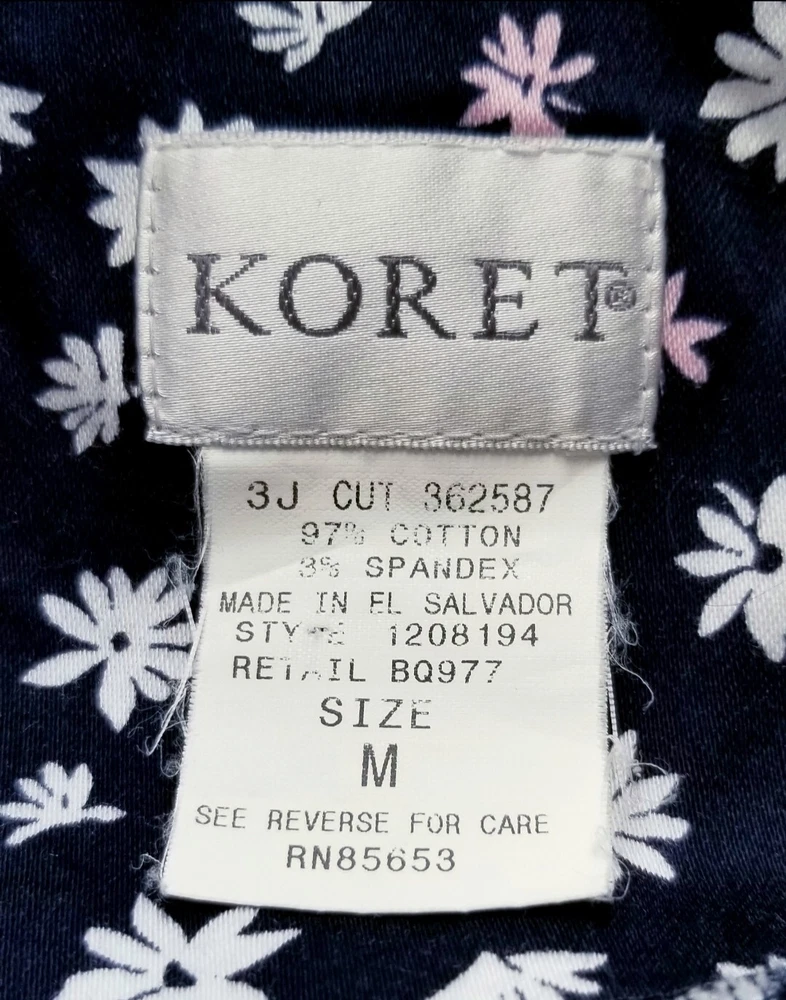 KORET®
3J CUT 362587
97% COTTON
3% SPANDEX
MADE IN EL SALVADOR
STYLE 1208194
RETAIL BQ977
SIZE
M
SEE REVERSE FOR CARE
RN85653